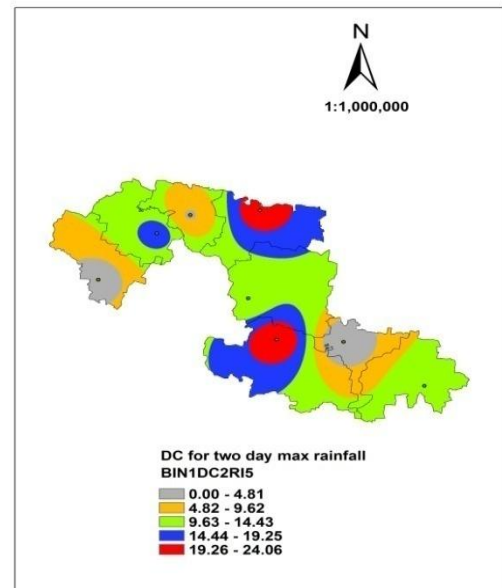 N
1:1,000,000
DC for two day max rainfall
BIN1DC2RI5
0.00 - 4.81
4.82 - 9.62
9.63 - 14.43
14.44 - 19.25
19.26 - 24.06